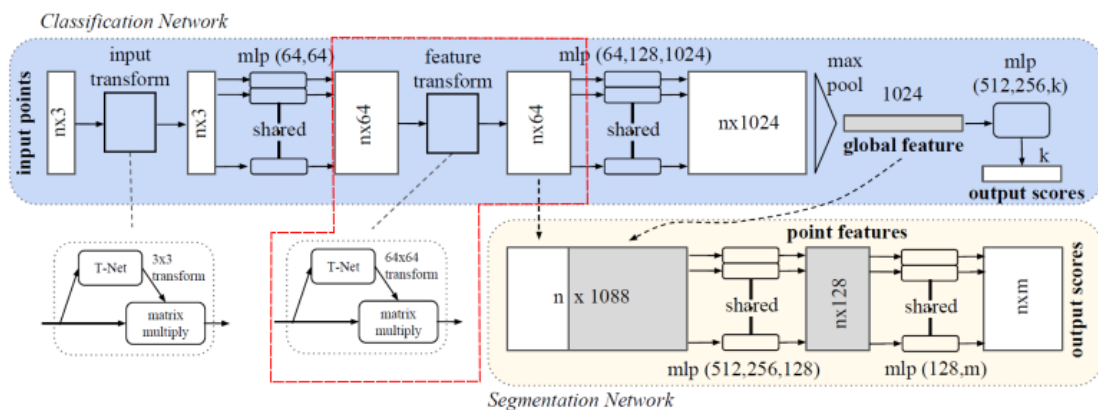 Classification Network
input points
nx3
input
transform
nx3
mlp (64,64)
shared
nx64
feature
transform
nx64
mlp (64,128,1024)
shared
nx1024
max
pool
1024
global feature
mlp
(512,256,k)
k
output scores
T-Net
3x3
transform
matrix
multiply
T-Net
64x64
transform
matrix
multiply
point features
n x 1088
shared
mlp (512,256,128)
nx128
shared
mlp (128,m)
nxm
output scores
Segmentation Network